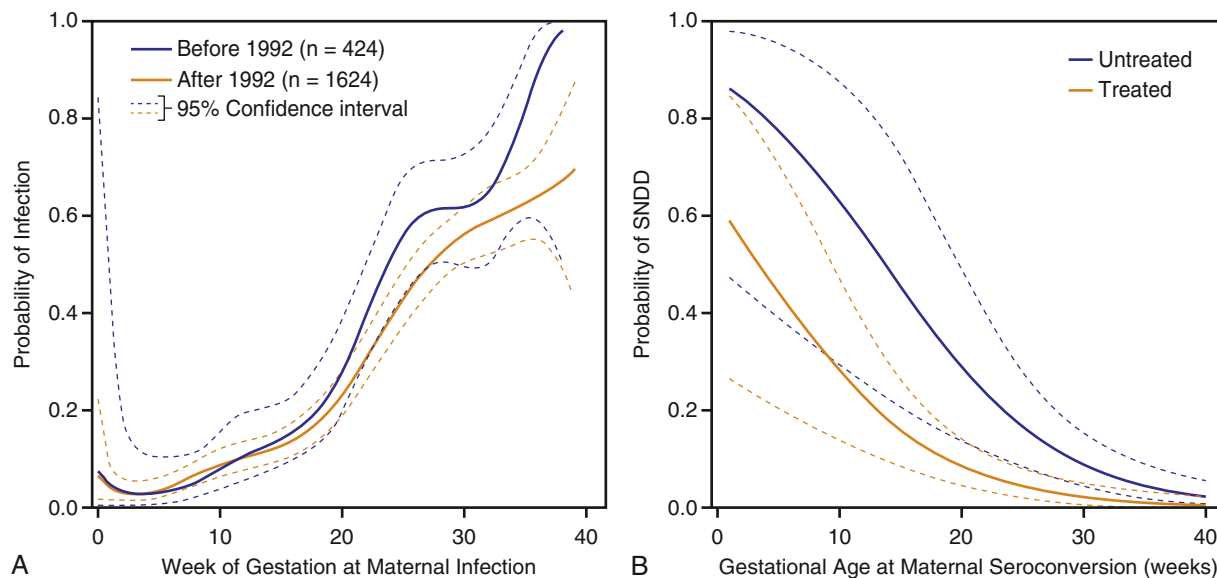 1.0
0.8
0.6
0.4
0.2
0.0
Probability of Infection
Before 1992 (n = 424)
After 1992 (n = 1624)
95% Confidence interval
0
10
20
30
40
Week of Gestation at Maternal Infection
A
1.0
0.8
0.6
0.4
0.2
0.0
Probability of SNDD
Untreated
Treated
0
10
20
30
40
Gestational Age at Maternal Seroconversion (weeks)
B